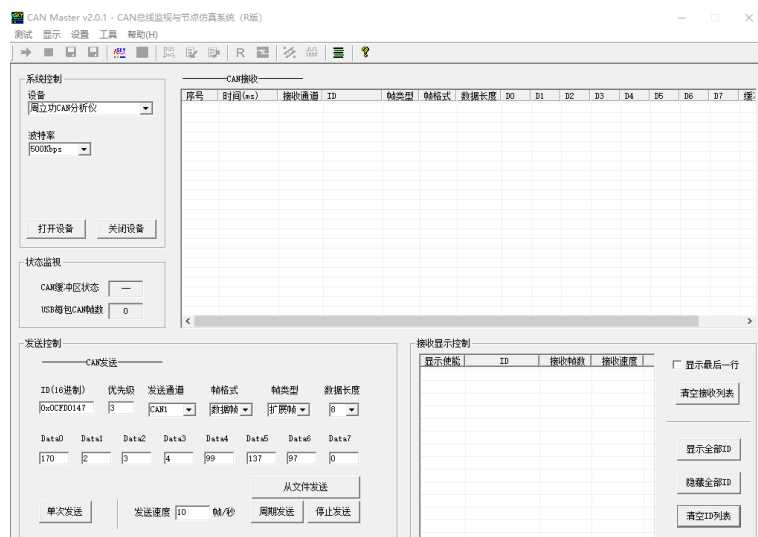 CAN Master v2.0.1 - CAN总线监视与节点仿真系统 (R版)
测试 显示 设置 工具 帮助(H)
系统控制
设备
周立功CAN分析仪
波特率
500Kbps
打开设备 关闭设备
CAN接收
序号 时间(ms) 接收通道 ID 帧类型 帧格式 数据长度 D0 D1 D2 D3 D4 D5 D6 D7
状态监视
CAN缓冲区状态 —
USB每包CAN帧数 0
发送控制
CAN发送
ID(16进制) 优先级 发送通道 帧格式 帧类型 数据长度
0x0CFD0147 3 CAN1 数据帧 扩展帧 8
Data0 Data1 Data2 Data3 Data4 Data5 Data6 Data7
170 2 3 4 99 137 97 0
从文件发送
单次发送 发送速度 10 帧/秒 周期发送 停止发送
接收显示控制
显示使能 ID 接收帧数 接收速度
显示最后一行
清空接收列表
显示全部ID
隐藏全部ID
清空ID列表